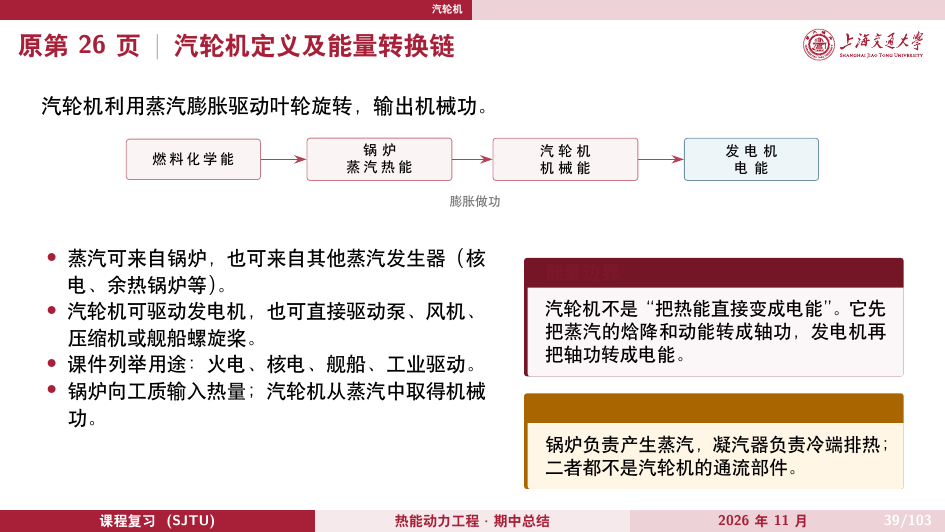 汽轮机
原第 26 页 | 汽轮机定义及能量转换链
上海交通大学
SHANGHAI JIAO TONG UNIVERSITY
汽轮机利用蒸汽膨胀驱动叶轮旋转，输出机械功。
燃料化学能
锅炉
蒸汽热能
汽轮机
机械能
发电机
电能
膨胀做功
• 蒸汽可来自锅炉，也可来自其他蒸汽发生器（核
电、余热锅炉等）。
• 汽轮机可驱动发电机，也可直接驱动泵、风机、
压缩机或舰船螺旋桨。
• 课件列举用途：火电、核电、舰船、工业驱动。
• 锅炉向工质输入热量；汽轮机从蒸汽中取得机械
功。
汽轮机不是“把热能直接变成电能”。它先
把蒸汽的焓降和动能转成轴功，发电机再
把轴功转成电能。
锅炉负责产生蒸汽，凝汽器负责冷端排热；
二者都不是汽轮机的通流部件。
课程复习 (SJTU)
热能动力工程 · 期中总结
2026 年 11 月
39/103